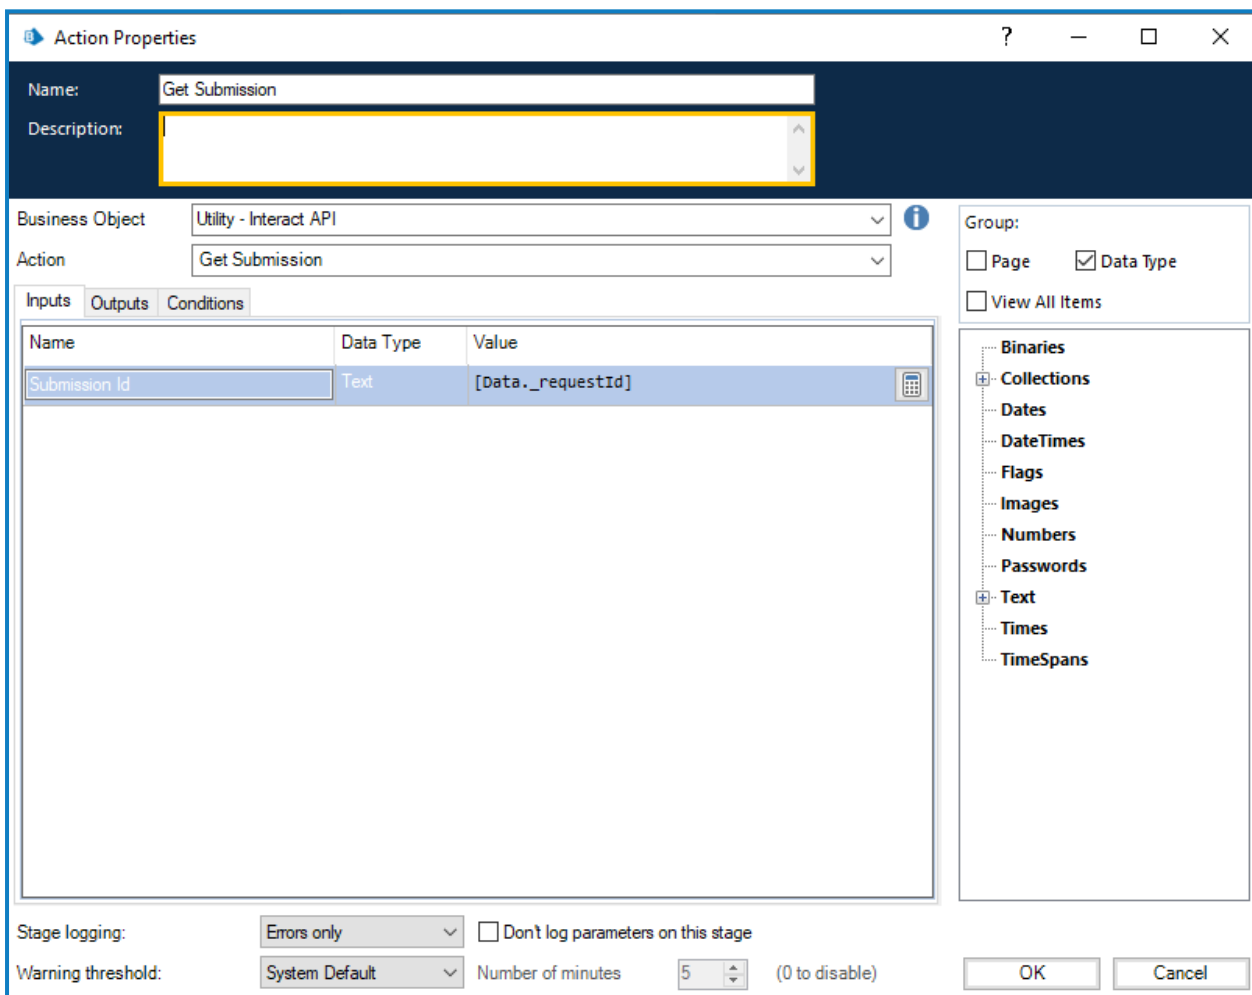 Action Properties
?
Name: Get Submission
Description:
Business Object Utility - Interact API
Action Get Submission
Inputs Outputs Conditions
Name Data Type Value
Submission Id Text [Data._requestId]
Group:
Page Data Type
View All Items
Binaries
Collections
Dates
DateTimes
Flags
Images
Numbers
Passwords
Text
Times
TimeSpans
Stage logging: Errors only Don't log parameters on this stage
Warning threshold: System Default Number of minutes 5 (0 to disable)
OK Cancel